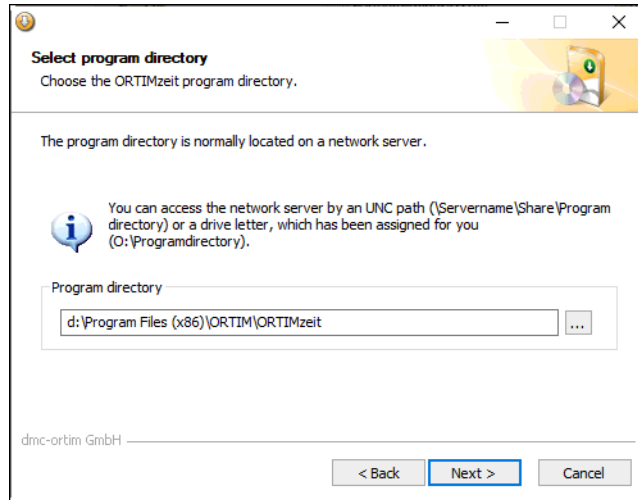 Select program directory
Choose the ORTIMzeit program directory.
The program directory is normally located on a network server.
You can access the network server by an UNC path (\Servername\Share\Program
directory) or a drive letter, which has been assigned for you
(O:\Programdirectory).
Program directory
d:\Program Files (x86)\ORTIM\ORTIMzeit
...
dmc-ortim GmbH
< Back
Next >
Cancel